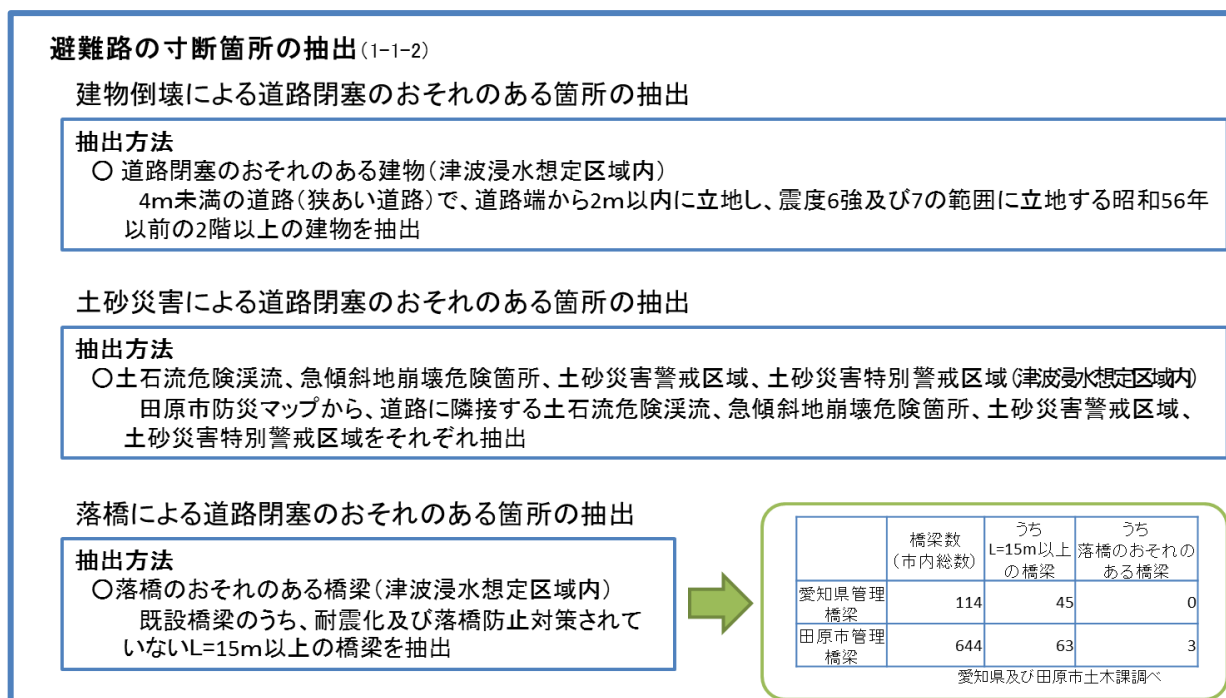 避難路の寸断箇所の抽出(1-1-2)
建物倒壊による道路閉塞のおそれのある箇所の抽出
抽出方法
〇 道路閉塞のおそれのある建物(津波浸水想定区域内)
4m未満の道路(狭あい道路)で、道路端から2m以内に立地し、震度6強及び7の範囲に立地する昭和56年
以前の2階以上の建物を抽出
土砂災害による道路閉塞のおそれのある箇所の抽出
抽出方法
〇土石流危険渓流、急傾斜地崩壊危険箇所、土砂災害警戒区域、土砂災害特別警戒区域(津波浸水想定区域内)
田原市防災マップから、道路に隣接する土石流危険渓流、急傾斜地崩壊危険箇所、土砂災害警戒区域、
土砂災害特別警戒区域をそれぞれ抽出
落橋による道路閉塞のおそれのある箇所の抽出
抽出方法
〇落橋のおそれのある橋梁(津波浸水想定区域内)
既設橋梁のうち、耐震化及び落橋防止対策されて
いないL=15m以上の橋梁を抽出
橋梁数
(市内総数)
うち
L=15m以上
の橋梁
うち
落橋のおそれの
ある橋梁
愛知県管理
橋梁
114
45
0
田原市管理
橋梁
644
63
3
愛知県及び田原市土木課調べ